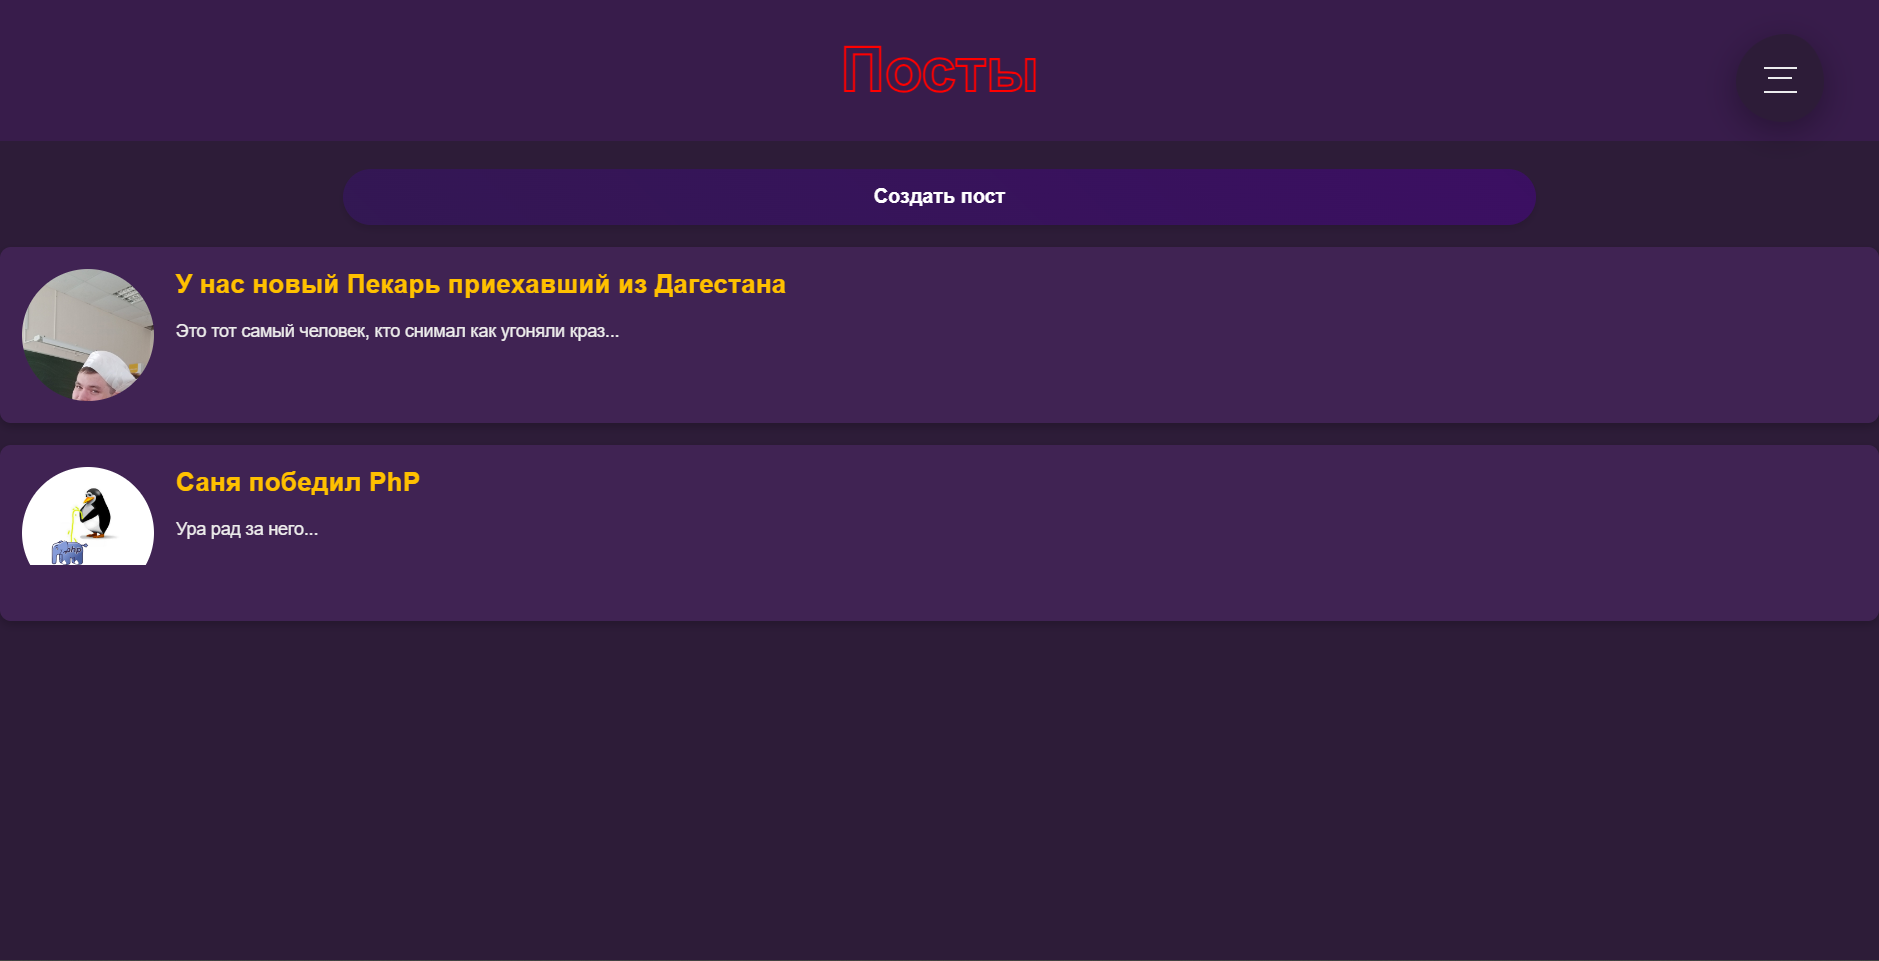 Посты
Создать пост
У нас новый Пекарь приехавший из Дагестана
Это тот самый человек, кто снимал как угоняли краз...
Саня победил PhP
Ура рад за него...
php